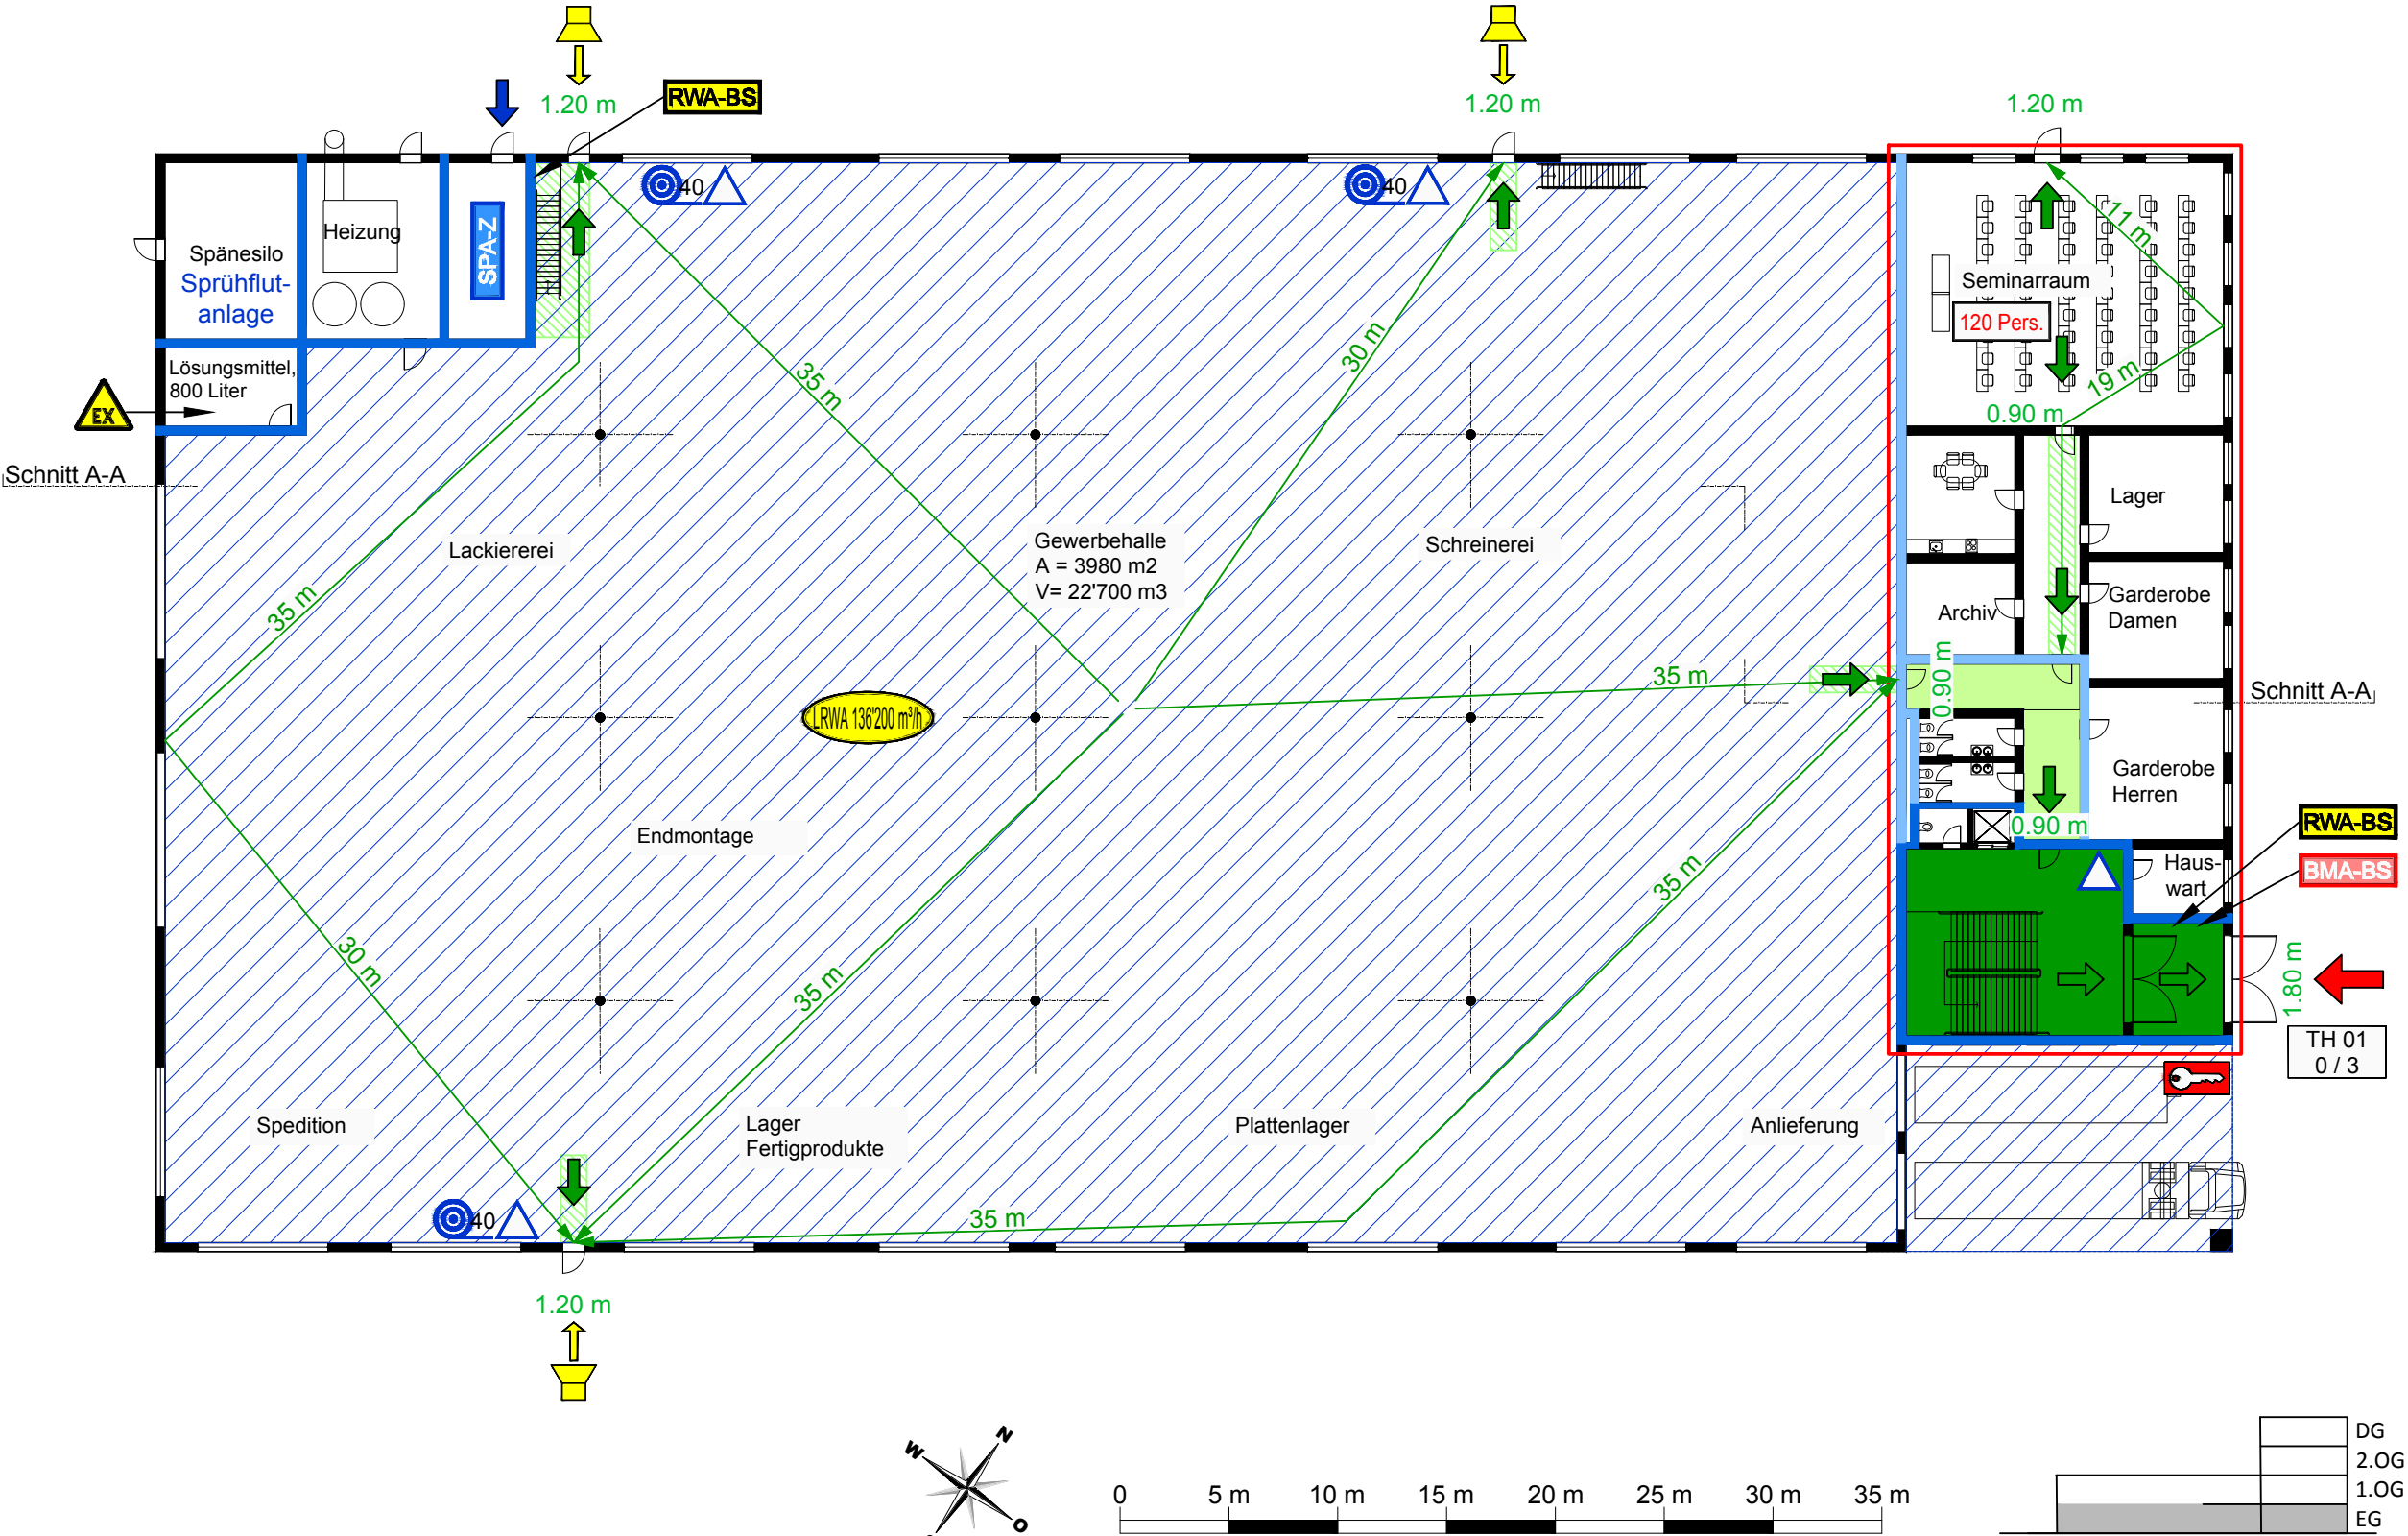 1.20 m
RWA-BS
1.20 m
1.20 m
40
40
Heizung
SPA-Z
Spänesilo
Sprühflut-
anlage
11 m
Seminarraum
120 Pers.
Lösungsmittel,
800 Liter
EX
35 m
30 m
19 m
0.90 m
Schnitt A-A
Lager
Lackiererei
Gewerbehalle
A = 3980 m2
V= 22'700 m3
Schreinerei
35 m
Archiv
Garderobe
Damen
0.90 m
35 m
Schnitt A-A
LRWA 136'200 m³/h
Garderobe
Herren
Endmontage
0.90 m
RWA-BS
BMA-BS
Haus-
wart
35 m
30 m
35 m
1.80 m
TH 01
0 / 3
Spedition
Lager
Fertigprodukte
Plattenlager
Anlieferung
40
35 m
1.20 m
N
W
O
0 5 m 10 m 15 m 20 m 25 m 30 m 35 m
DG
2.OG
1.OG
EG